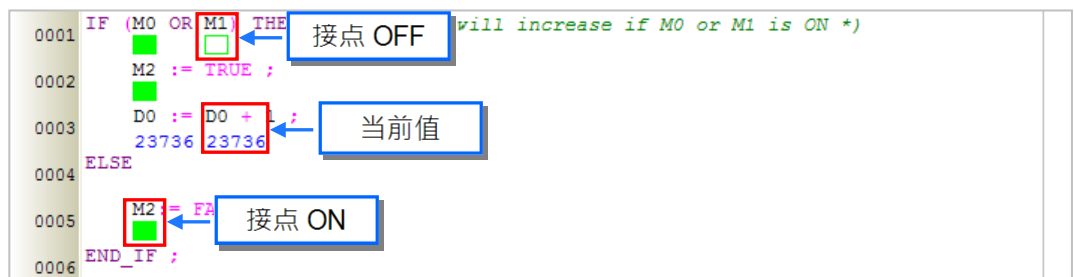 0001 IF (M0 OR M1) THE 接点 OFF will increase if M0 or M1 is ON *)
0002 M2 := TRUE ;
0003 D0 := D0 + 1 ; 当前值
23736 23736
0004 ELSE
0005 M2:= FA 接点 ON
0006 END_IF ;